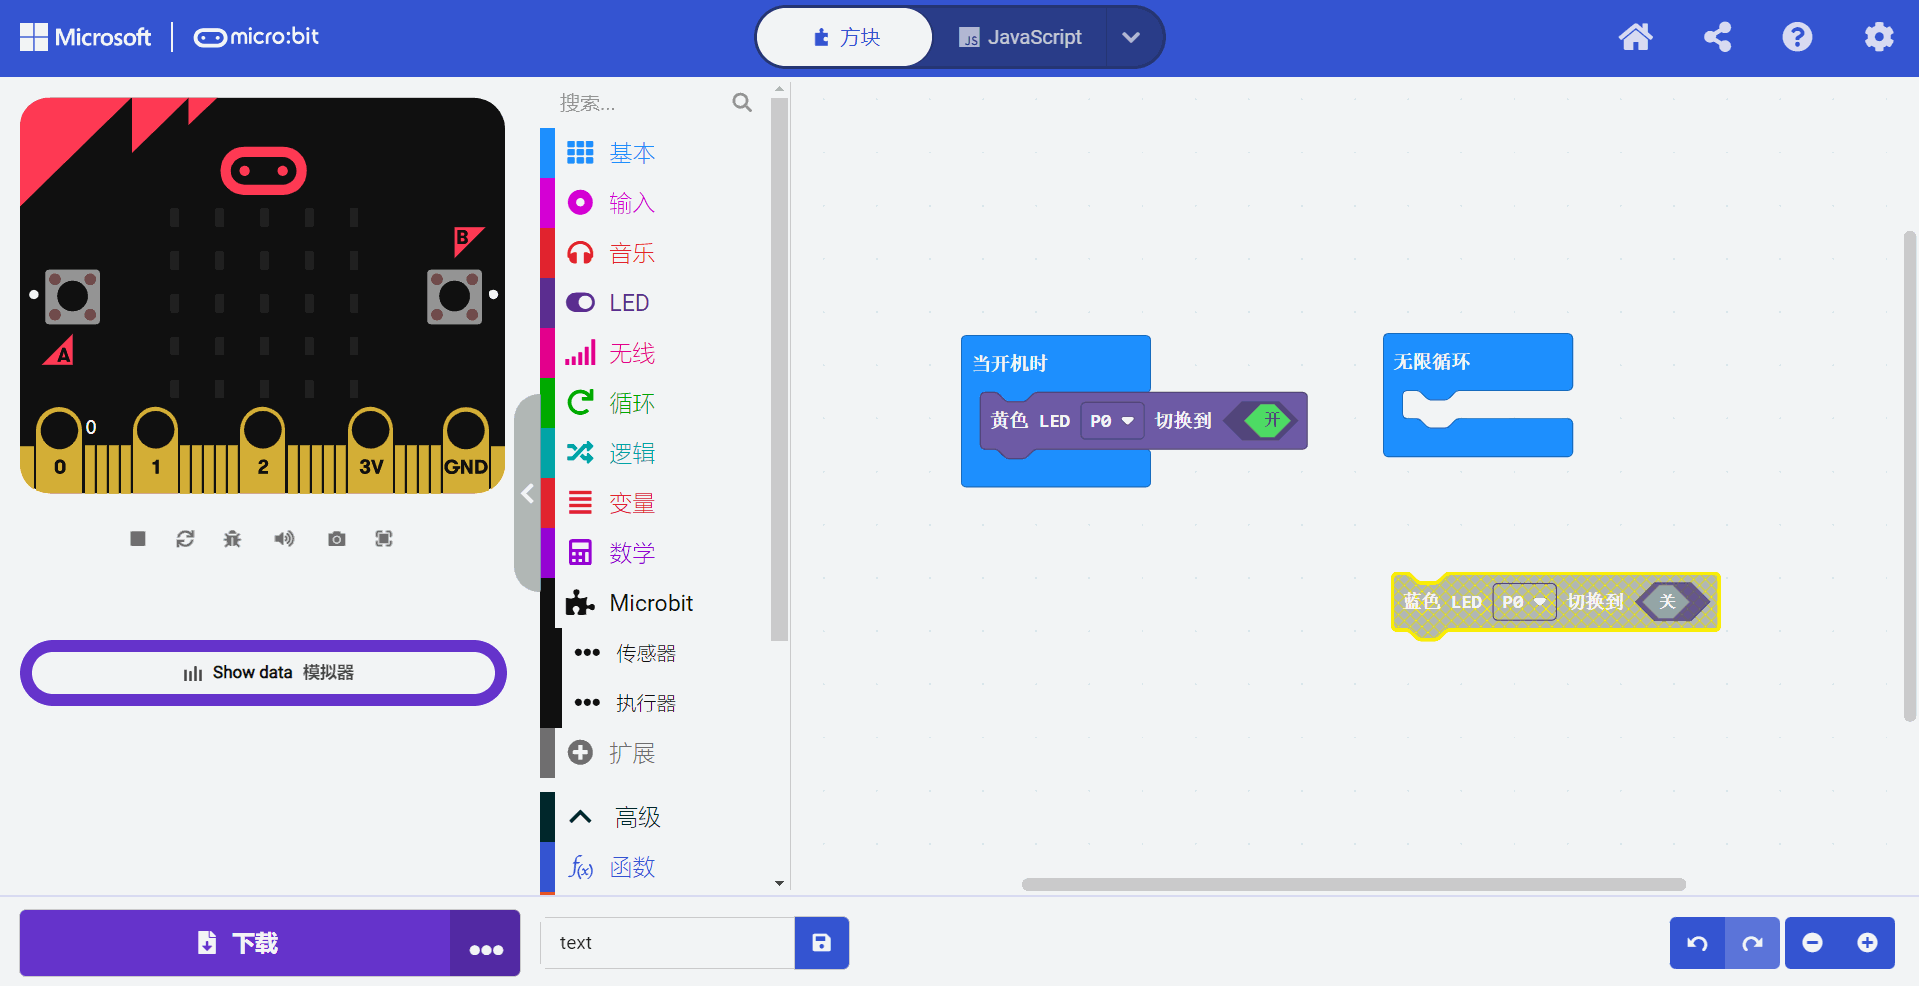 Microsoft micro:bit 方块 JS JavaScript
搜索...
基本
输入
音乐
LED
无线
循环
逻辑
变量
数学
Microbit
传感器
执行器
扩展
高级
f(x) 函数
B
A
0
0 1 2 3V GND
Show data 模拟器
当开机时
黄色 LED P0 切换到 开
无限循环
蓝色 LED P0 切换到 关
下载 text